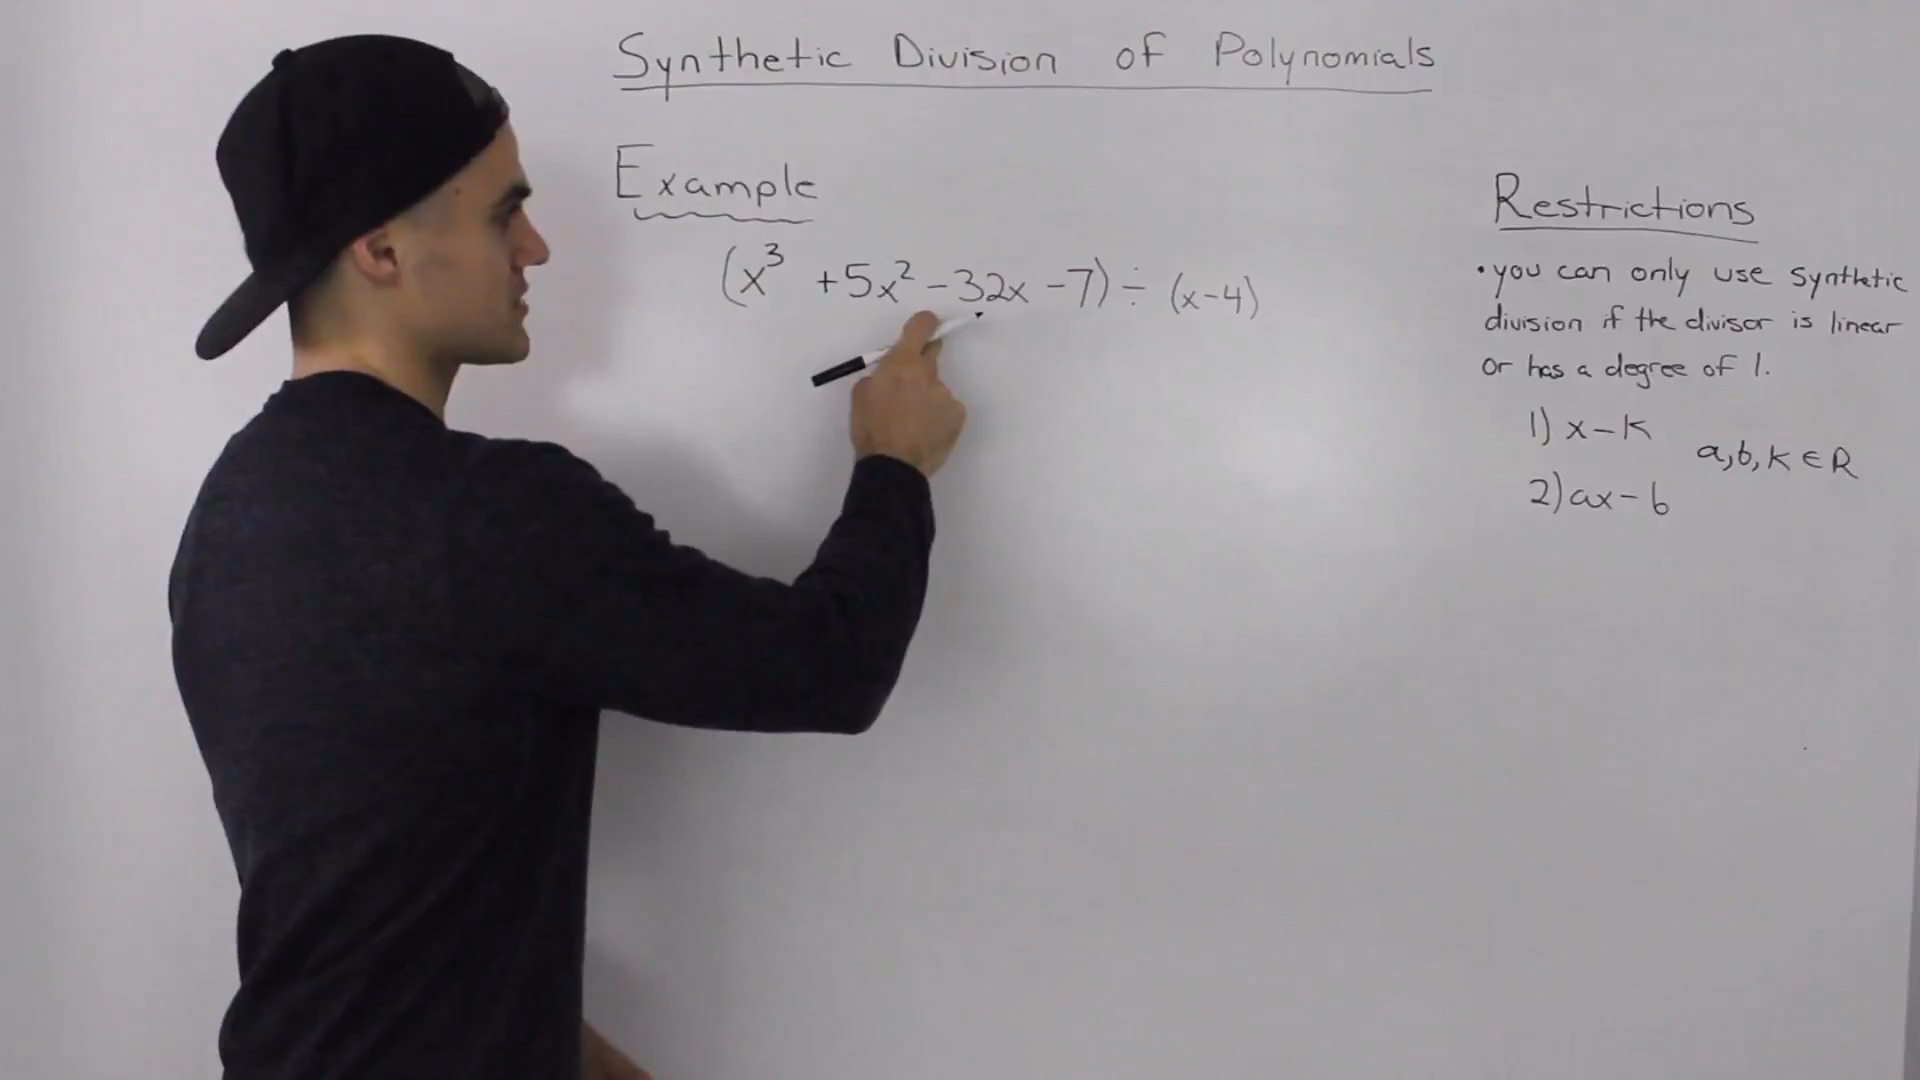 Synthetic Division of Polynomials
Example
(x³ +5x² -32x -7) ÷ (x-4)
Restrictions
•you can only use synthetic
division if the divisor is linear
or has a degree of 1.
1) x-k
a,b,k ∈ R
2) ax-b